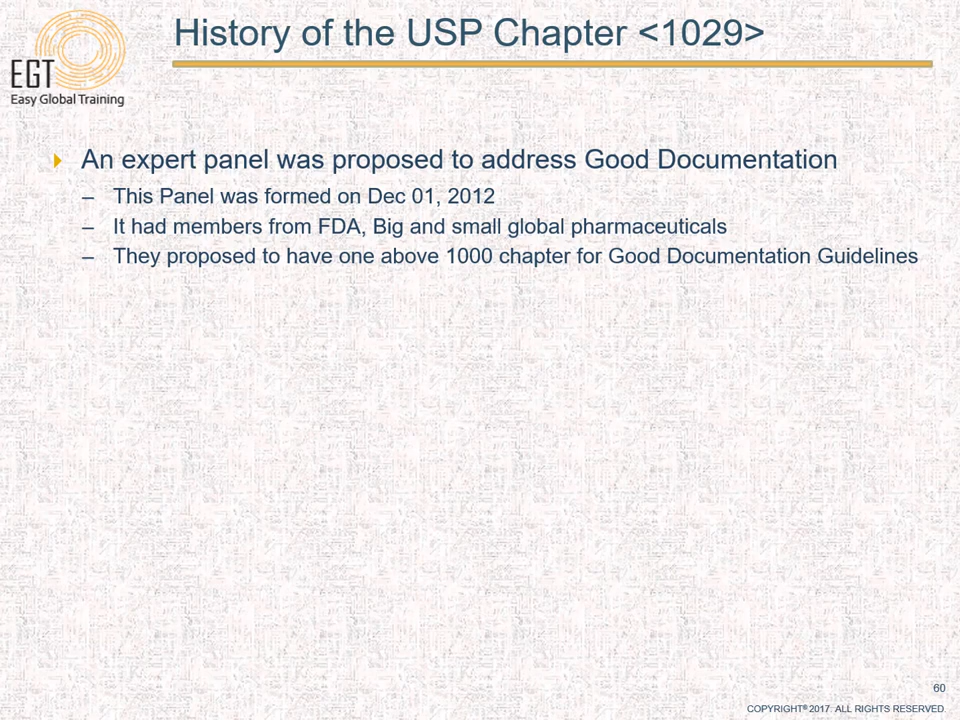 History of the USP Chapter <1029>
EGT
Easy Global Training
An expert panel was proposed to address Good Documentation
– This Panel was formed on Dec 01, 2012
– It had members from FDA, Big and small global pharmaceuticals
– They proposed to have one above 1000 chapter for Good Documentation Guidelines
60
COPYRIGHT® 2017. ALL RIGHTS RESERVED.